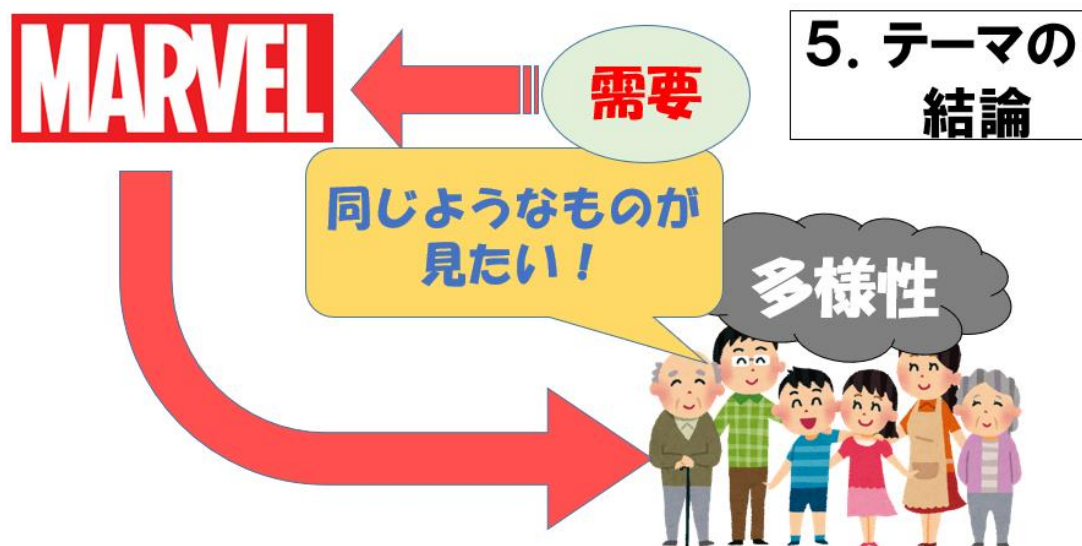 MARVEL
需要
5. テーマの
結論
同じようなものが
見たい！
多様性